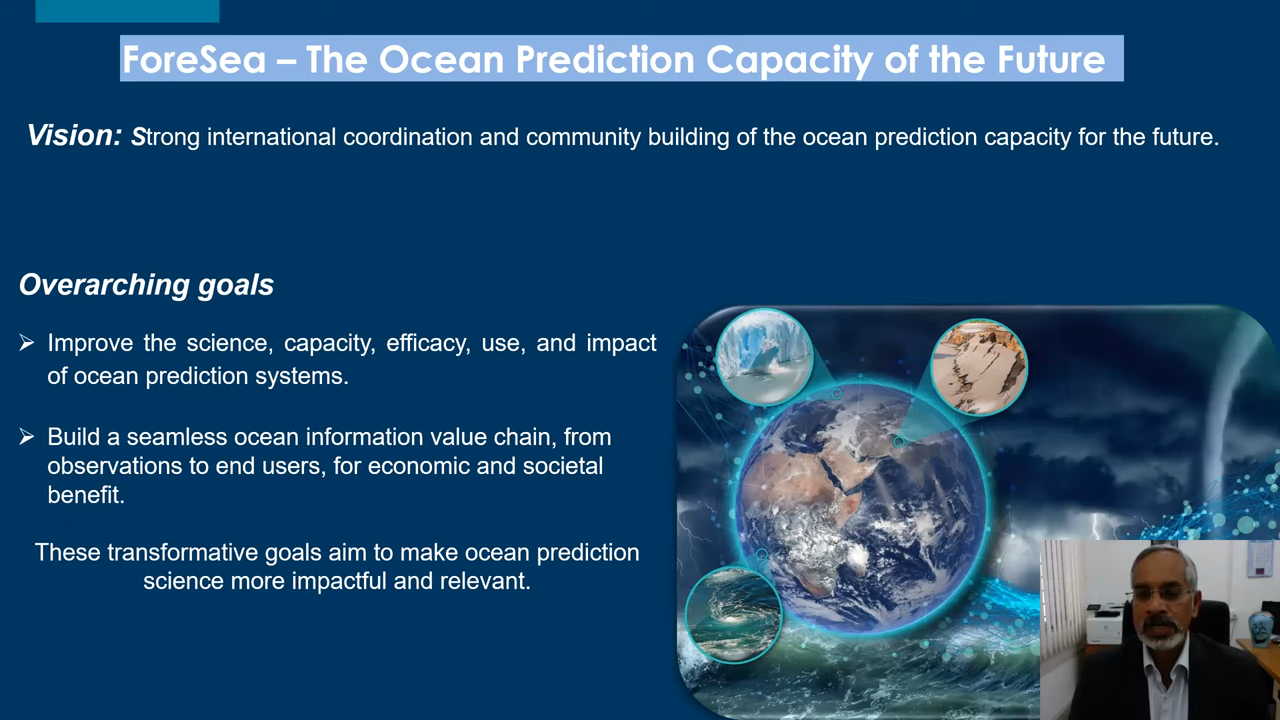 ForeSea – The Ocean Prediction Capacity of the Future
Vision: Strong international coordination and community building of the ocean prediction capacity for the future.
Overarching goals
➢ Improve the science, capacity, efficacy, use, and impact
of ocean prediction systems.
➢ Build a seamless ocean information value chain, from
observations to end users, for economic and societal
benefit.
These transformative goals aim to make ocean prediction
science more impactful and relevant.